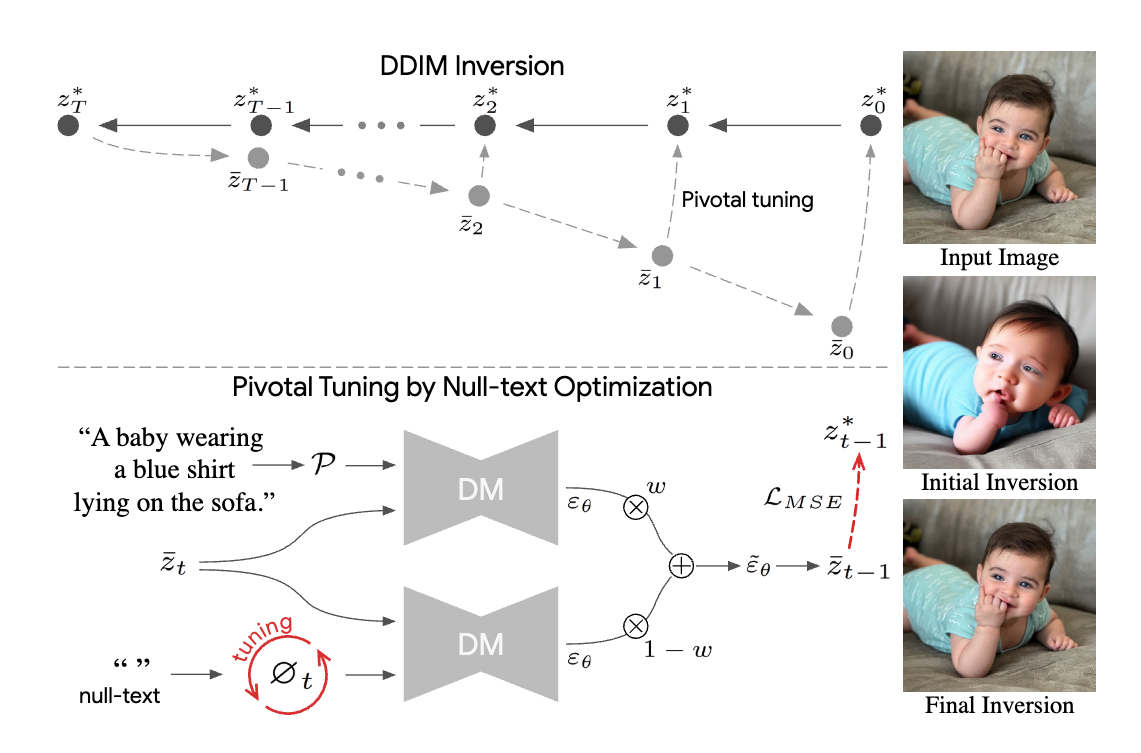 DDIM Inversion
z*_T z*_{T−1} z*_2 z*_1 z*_0
z̄_{T−1}
z̄_2
Pivotal tuning
z̄_1
z̄_0
Input Image
Initial Inversion
Final Inversion
Pivotal Tuning by Null-text Optimization
“A baby wearing
a blue shirt
lying on the sofa.”
𝒫
DM
ε_θ
w
z̄_t
tuning
“ ”
null-text
∅_t
DM
ε_θ
1 − w
ε̃_θ
z̄_{t−1}
ℒ_{MSE}
z*_{t−1}